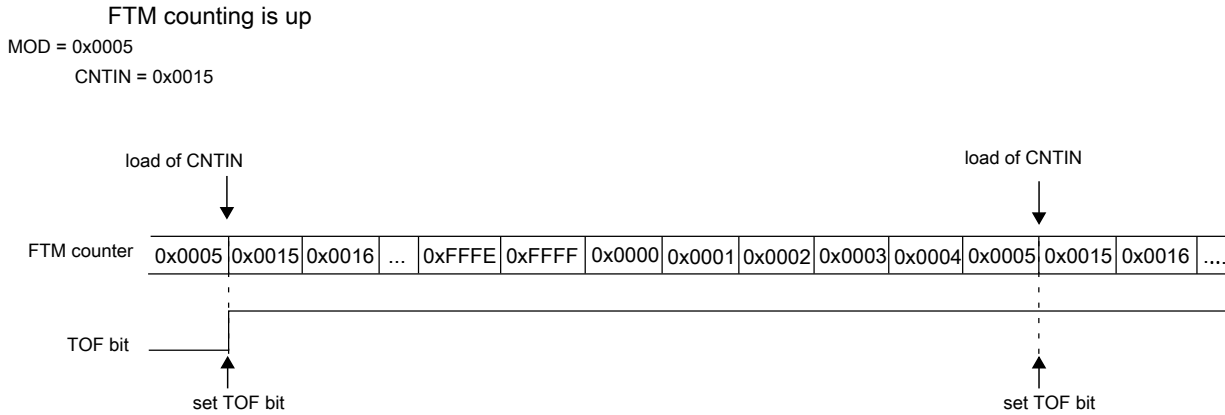 FTM counting is up
MOD = 0x0005
CNTIN = 0x0015
load of CNTIN load of CNTIN
FTM counter 0x0005 0x0015 0x0016 ... 0xFFFE 0xFFFF 0x0000 0x0001 0x0002 0x0003 0x0004 0x0005 0x0015 0x0016 ....
TOF bit
set TOF bit set TOF bit